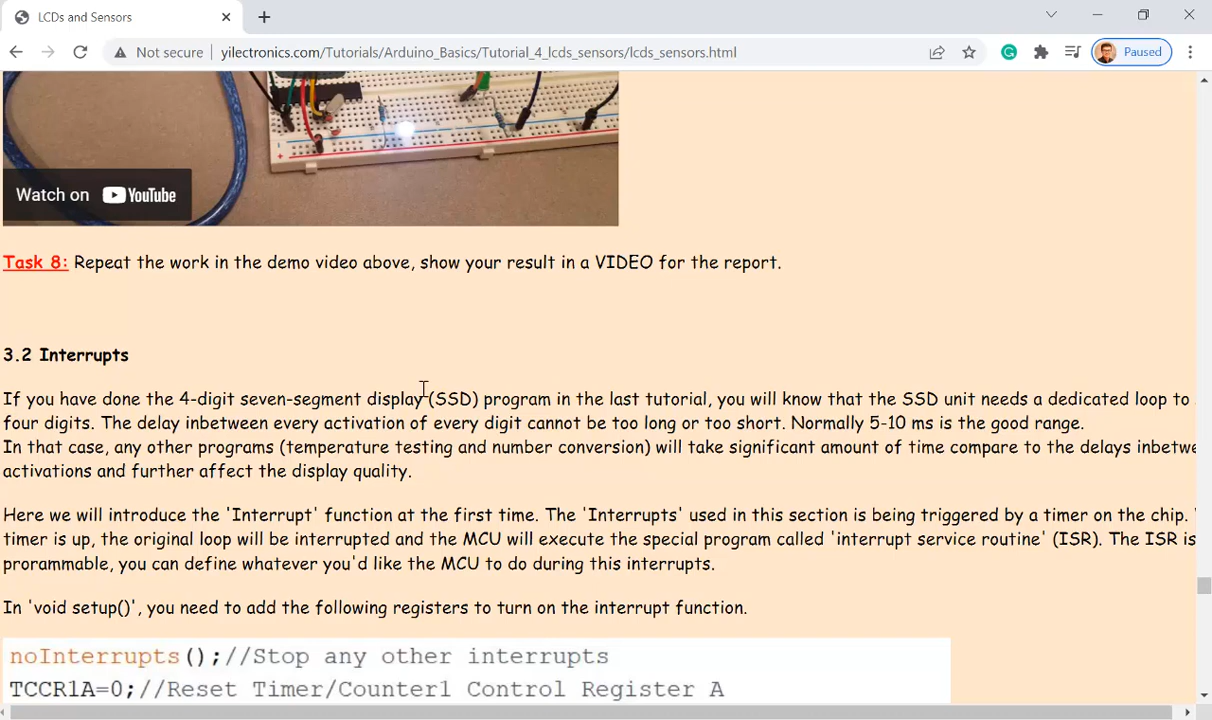 LCDs and Sensors
Not secure
yilectronics.com/Tutorials/Arduino_Basics/Tutorial_4_lcds_sensors/lcds_sensors.html
Paused
Watch on YouTube
Task 8: Repeat the work in the demo video above, show your result in a VIDEO for the report.
3.2 Interrupts
If you have done the 4-digit seven-segment display (SSD) program in the last tutorial, you will know that the SSD unit needs a dedicated loop to
four digits. The delay inbetween every activation of every digit cannot be too long or too short. Normally 5-10 ms is the good range.
In that case, any other programs (temperature testing and number conversion) will take significant amount of time compare to the delays inbetwe
activations and further affect the display quality.
Here we will introduce the 'Interrupt' function at the first time. The 'Interrupts' used in this section is being triggered by a timer on the chip.
timer is up, the original loop will be interrupted and the MCU will execute the special program called 'interrupt service routine' (ISR). The ISR is
prorammable, you can define whatever you'd like the MCU to do during this interrupts.
In 'void setup()', you need to add the following registers to turn on the interrupt function.
noInterrupts();//Stop any other interrupts
TCCR1A=0;//Reset Timer/Counter1 Control Register A